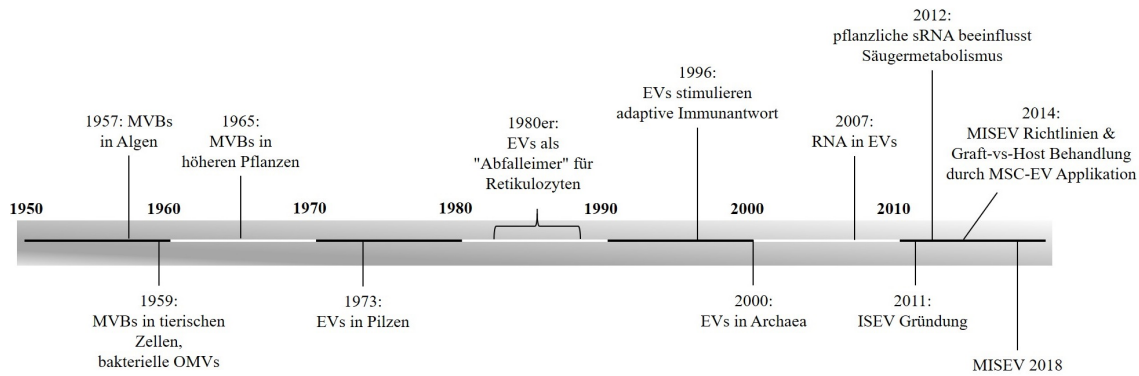 2012:
pflanzliche sRNA beeinflusst
Säugermetabolismus
1996:
EVs stimulieren
adaptive Immunantwort
1957: MVBs
in Algen
1965:
MVBs in
höheren Pflanzen
1980er:
EVs als
"Abfalleimer" für
Retikulozyten
2007:
RNA in EVs
2014:
MISEV Richtlinien &
Graft-vs-Host Behandlung
durch MSC-EV Applikation
1950
1960
1970
1980
1990
2000
2010
1959:
MVBs in tierischen
Zellen,
bakterielle OMVs
1973:
EVs in Pilzen
2000:
EVs in Archaea
2011:
ISEV Gründung
MISEV 2018